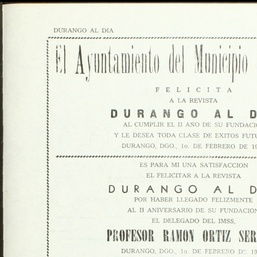 DURANGO AL DIA
El Ayuntamiento del Municipio
FELICITA
A LA REVISTA
DURANGO AL D
AL CUMPLIR EL II AÑO DE SU FUNDACIO
Y LE DESEA TODA CLASE DE EXITOS FUTU
DURANGO, DGO., 1o. DE FEBRERO DE 19
ES PARA MI UNA SATISFACCION
EL FELICITAR A LA REVISTA
DURANGO AL D
POR HABER LLEGADO FELIZMENTE
AL II ANIVERSARIO DE SU FUNDACION
EL DELEGADO DEL IMSS,
PROFESOR RAMON ORTIZ SER
DURANGO, DGO., 1o. DE FEBRERO DE 19